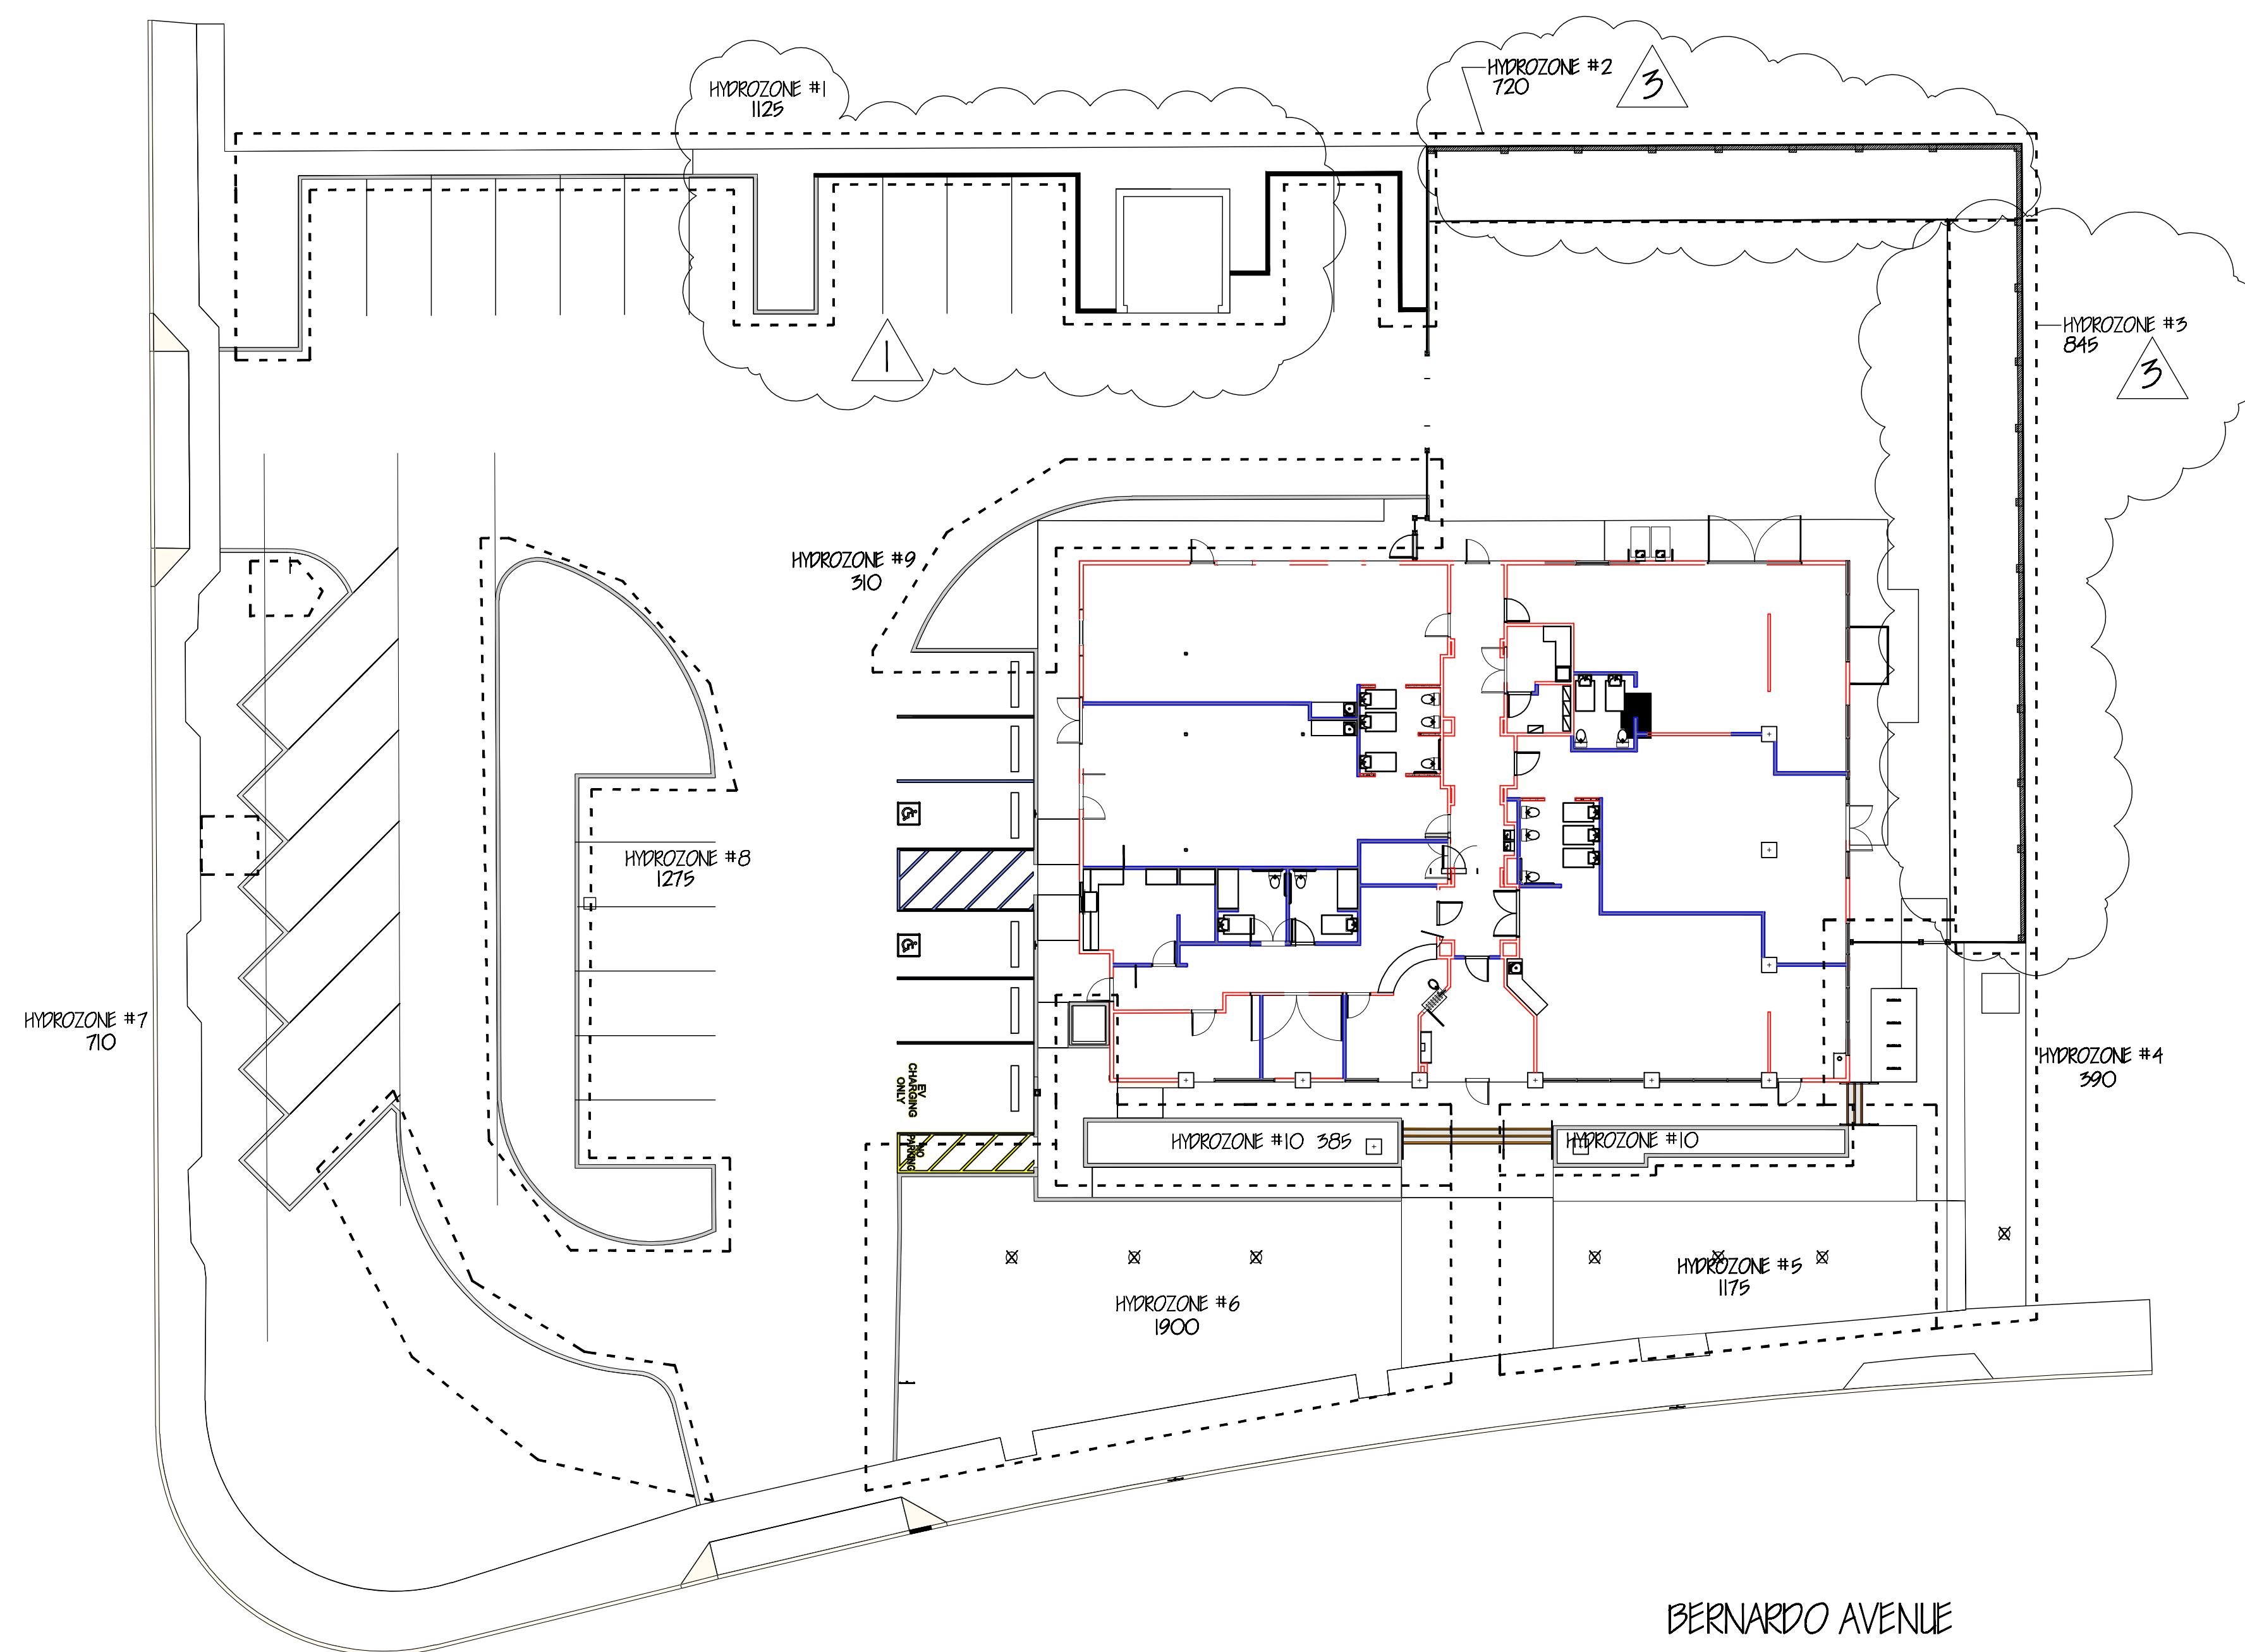 HYDROZONE #1
1125
HYDROZONE #2
720
3
HYDROZONE #3
845
3
1
HYDROZONE #9
310
HYDROZONE #8
1275
HYDROZONE #7
710
EV
CHARGING
ONLY
NO
PARKING
HYDROZONE #4
390
HYDROZONE #10 385
HYDROZONE #10
HYDROZONE #5
1175
HYDROZONE #6
1900
BERNARDO AVENUE